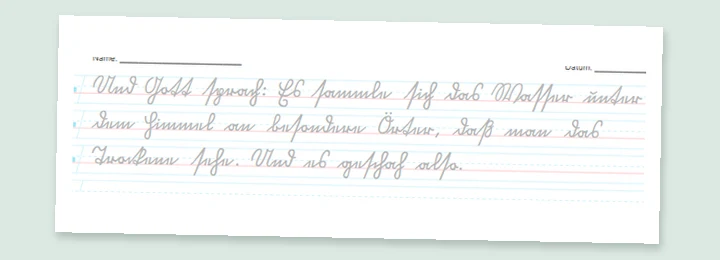 Name: Datum:
Und Gott sprach: Es sammle sich das Wasser unter
dem Himmel an besondere Örter, daß man das
Trockene sehe. Und es geschah also.